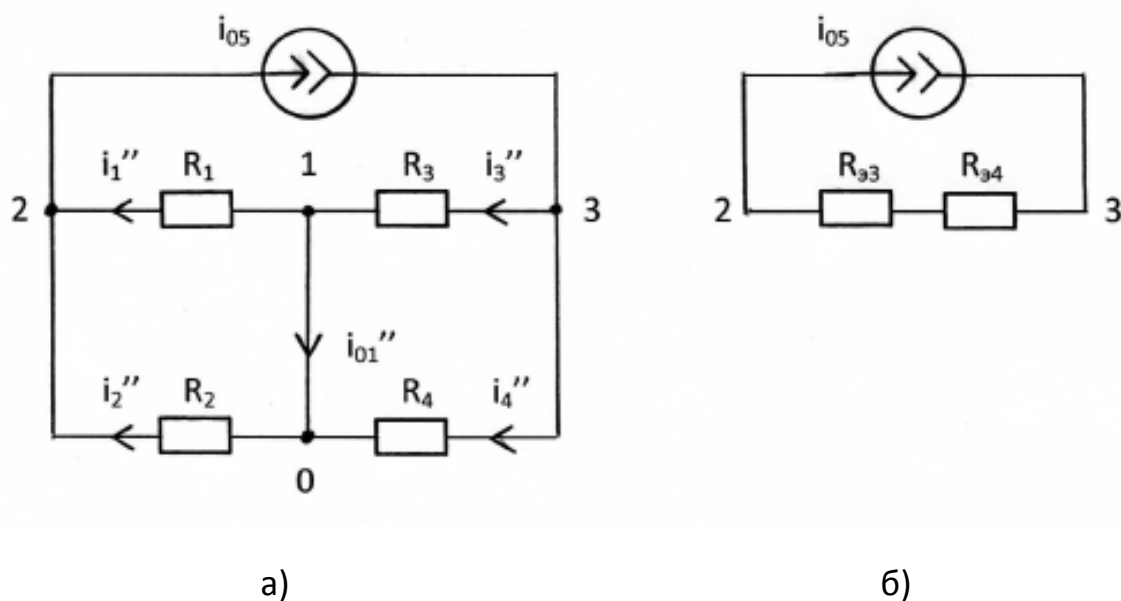 i₀₅ i₀₅
i₁’’ R₁ 1 R₃ i₃’’ Rэ3 Rэ4
2 3 2 3
i₀₁’’
i₂’’ R₂ R₄ i₄’’
0
а) б)